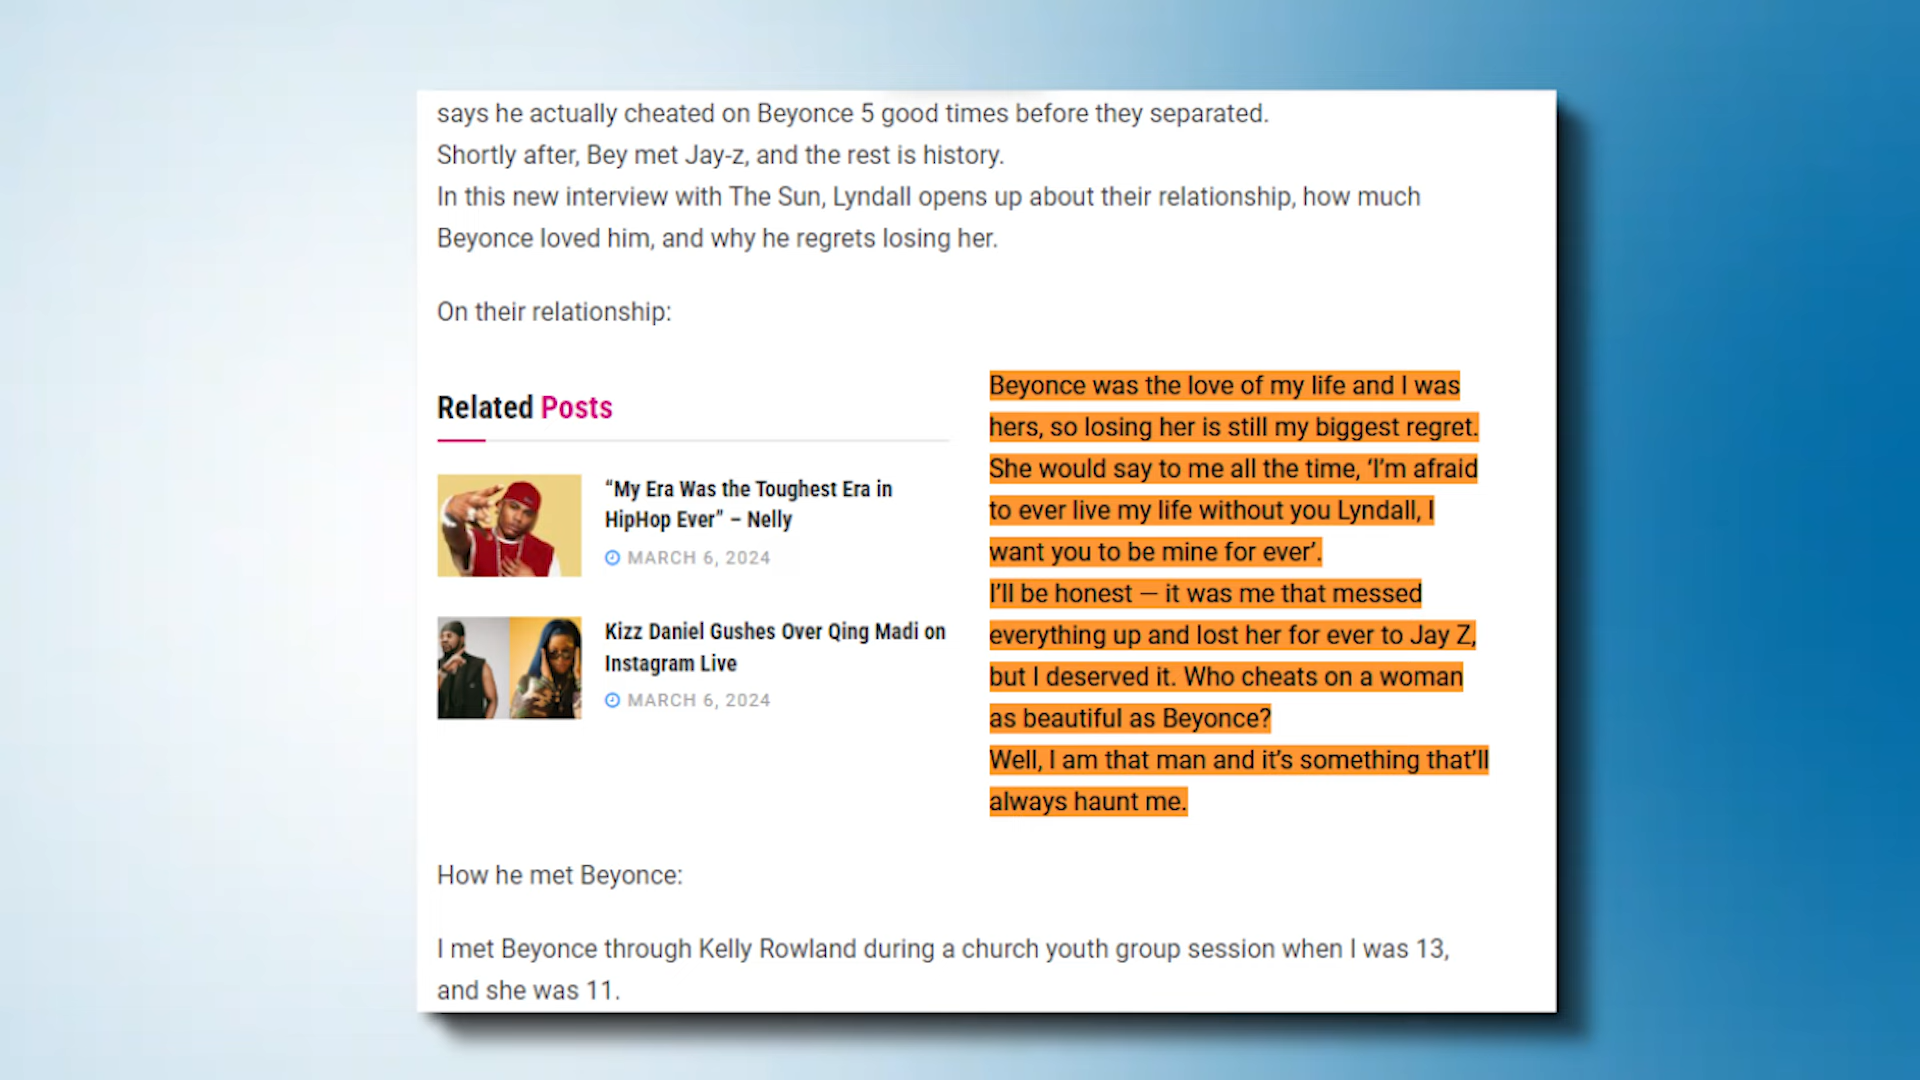 says he actually cheated on Beyonce 5 good times before they separated.
Shortly after, Bey met Jay-z, and the rest is history.
In this new interview with The Sun, Lyndall opens up about their relationship, how much
Beyonce loved him, and why he regrets losing her.
On their relationship:
Related Posts
“My Era Was the Toughest Era in
HipHop Ever” – Nelly
MARCH 6, 2024
Kizz Daniel Gushes Over Qing Madi on
Instagram Live
MARCH 6, 2024
Beyonce was the love of my life and I was
hers, so losing her is still my biggest regret.
She would say to me all the time, ‘I’m afraid
to ever live my life without you Lyndall, I
want you to be mine for ever’.
I’ll be honest — it was me that messed
everything up and lost her for ever to Jay Z,
but I deserved it. Who cheats on a woman
as beautiful as Beyonce?
Well, I am that man and it’s something that’ll
always haunt me.
How he met Beyonce:
I met Beyonce through Kelly Rowland during a church youth group session when I was 13,
and she was 11.